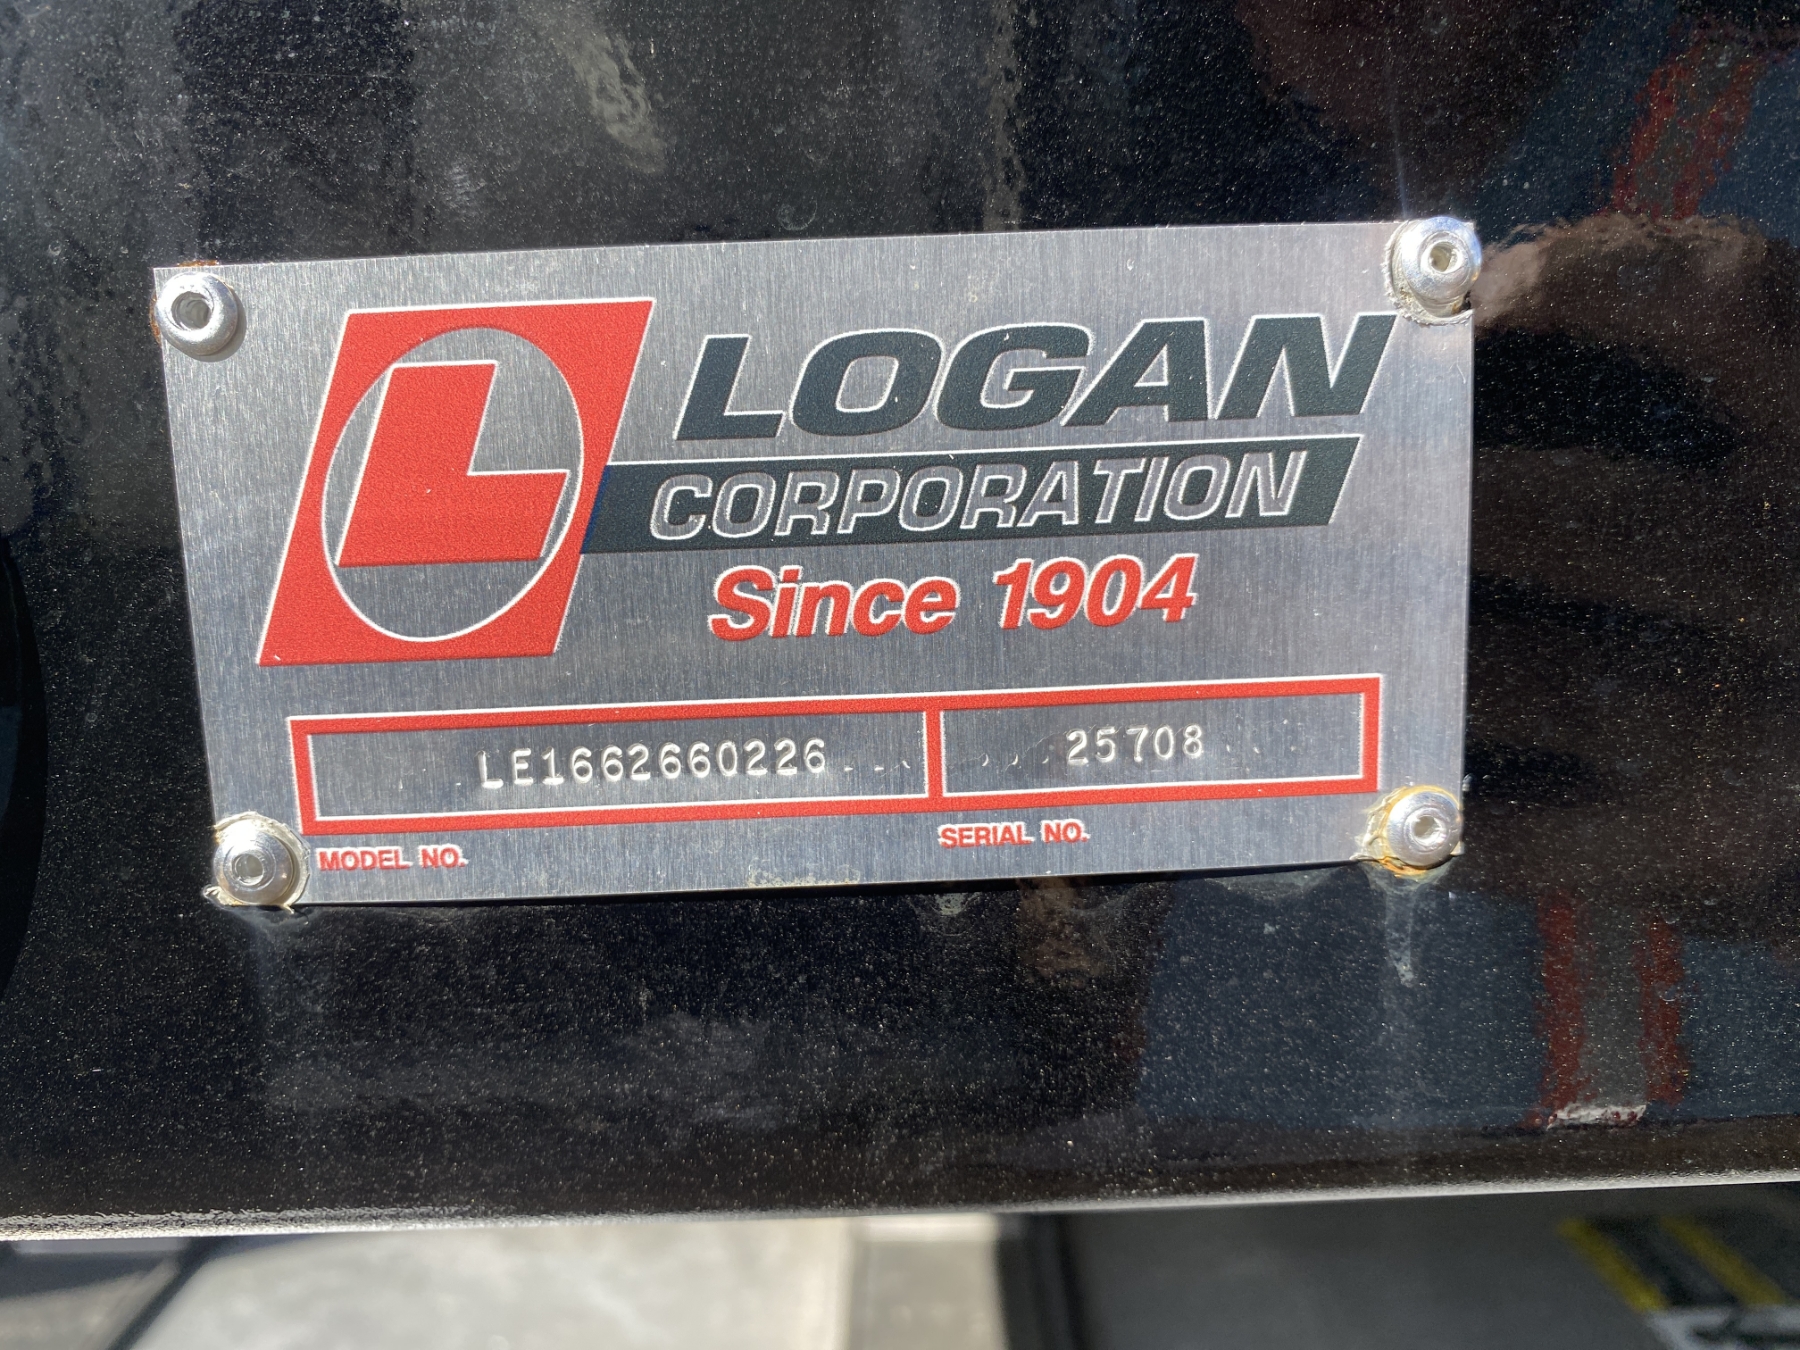 L
LOGAN
CORPORATION
Since 1904
LE1662660226
25708
MODEL NO.
SERIAL NO.